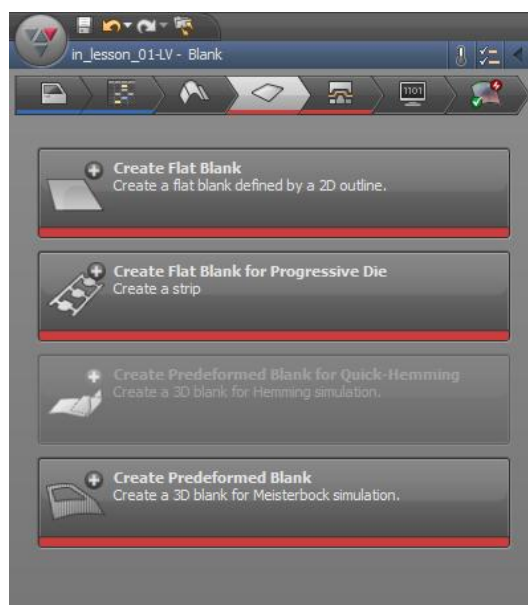 in_lesson_01-LV - Blank
1101
Create Flat Blank
Create a flat blank defined by a 2D outline.
Create Flat Blank for Progressive Die
Create a strip
Create Predeformed Blank for Quick-Hemming
Create a 3D blank for Hemming simulation.
Create Predeformed Blank
Create a 3D blank for Meisterbock simulation.